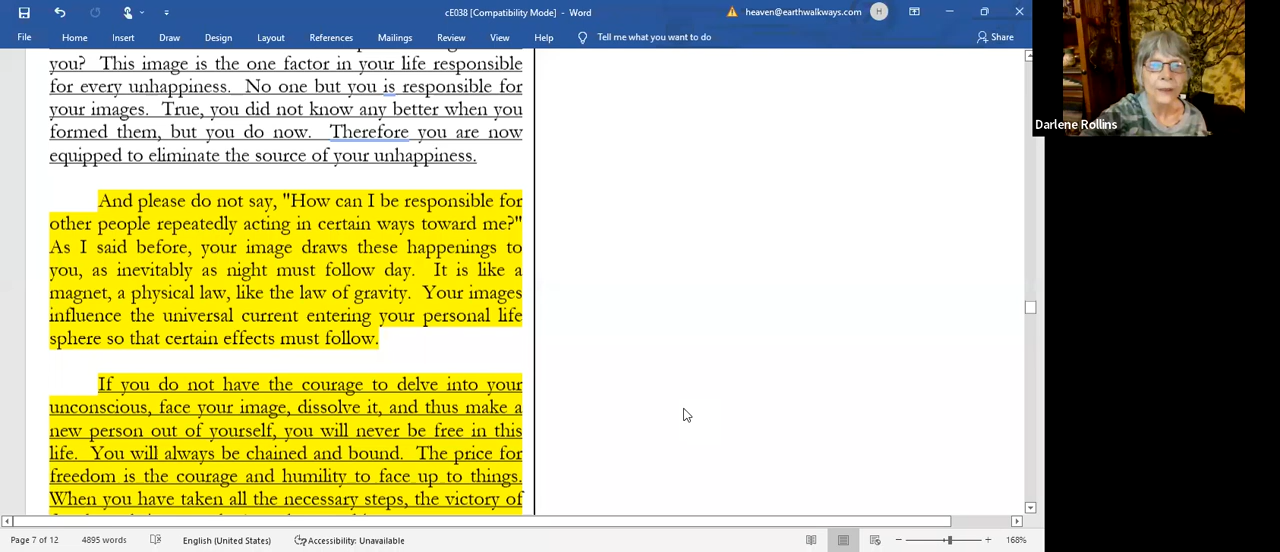 cE038 [Compatibility Mode] - Word
heaven@earthwalkways.com
H
File Home Insert Draw Design Layout References Mailings Review View Help Tell me what you want to do Share
you? This image is the one factor in your life responsible
for every unhappiness. No one but you is responsible for
your images. True, you did not know any better when you
formed them, but you do now. Therefore you are now
equipped to eliminate the source of your unhappiness.
And please do not say, "How can I be responsible for
other people repeatedly acting in certain ways toward me?"
As I said before, your image draws these happenings to
you, as inevitably as night must follow day. It is like a
magnet, a physical law, like the law of gravity. Your images
influence the universal current entering your personal life
sphere so that certain effects must follow.
If you do not have the courage to delve into your
unconscious, face your image, dissolve it, and thus make a
new person out of yourself, you will never be free in this
life. You will always be chained and bound. The price for
freedom is the courage and humility to face up to things.
When you have taken all the necessary steps, the victory of
Darlene Rollins
Page 7 of 12 4895 words English (United States) Accessibility: Unavailable 168%